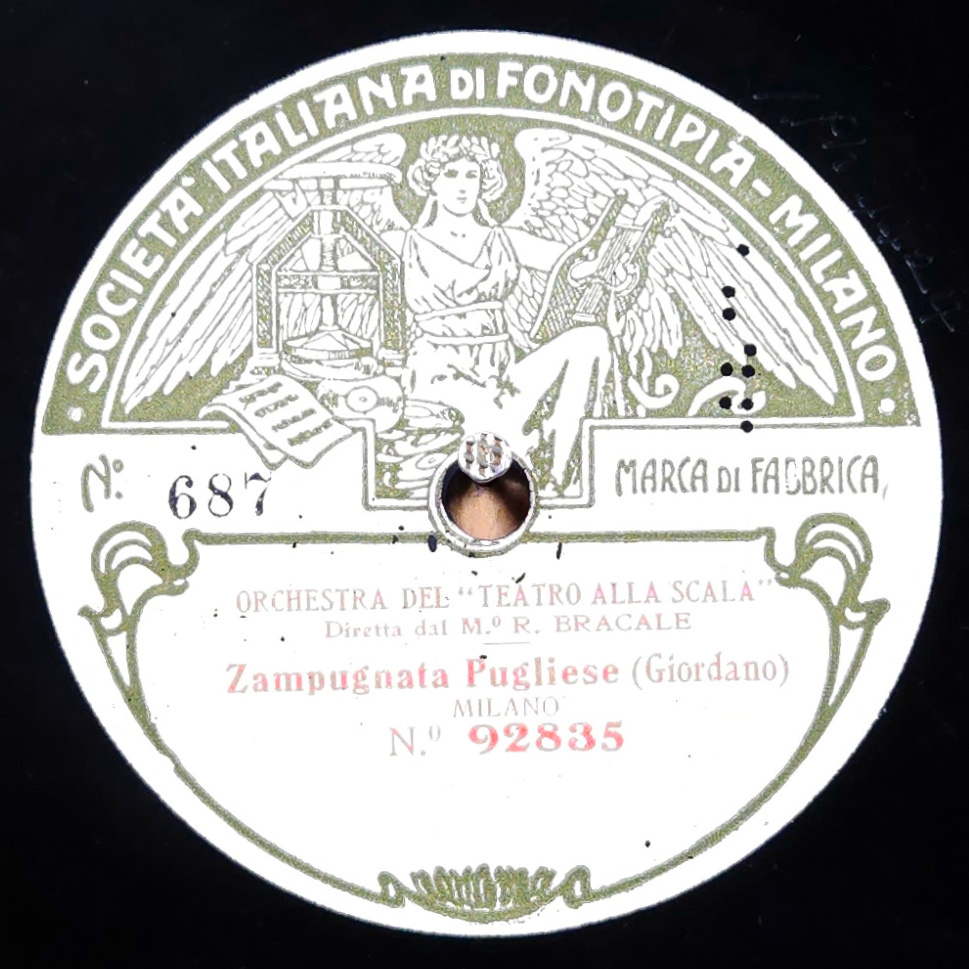 SOCIETA' ITALIANA DI FONOTIPIA - MILANO
Nº. 687
MARCA DI FABBRICA
ORCHESTRA DEL "TEATRO ALLA SCALA"
Diretta dal M.º R. BRACALE
Zampugnata Pugliese (Giordano)
MILANO
N.º 92835